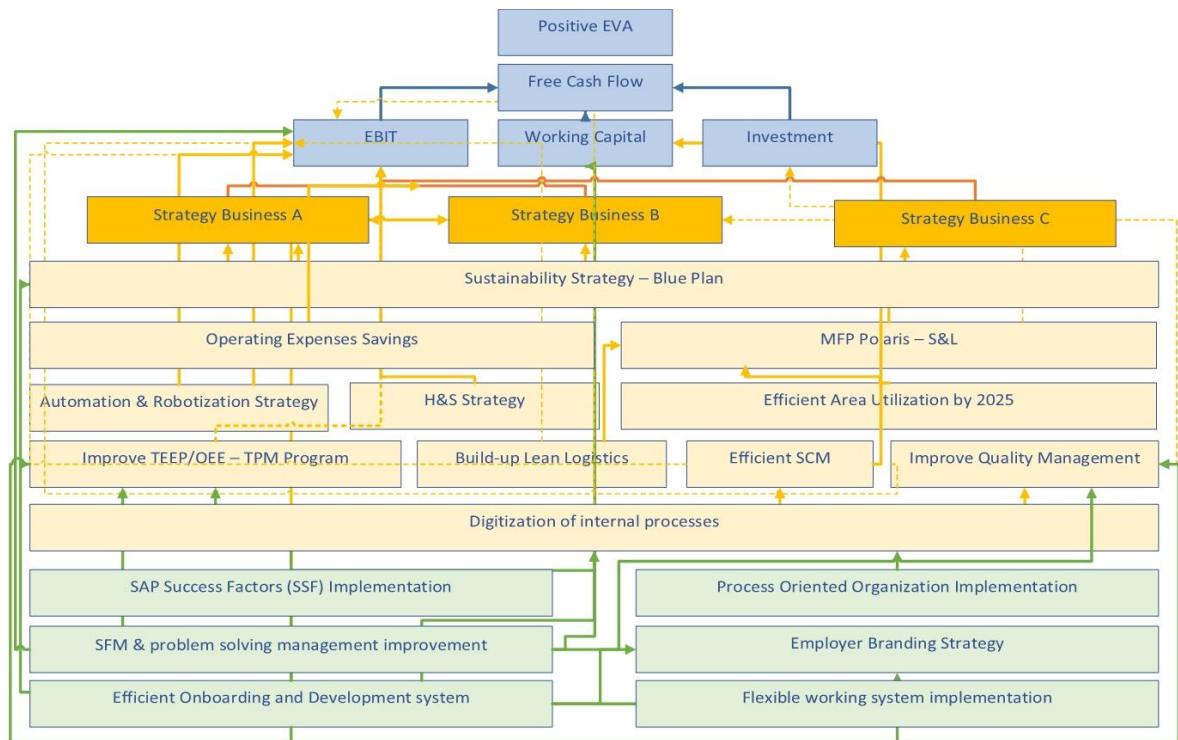 Positive EVA
Free Cash Flow
EBIT
Working Capital
Investment
Strategy Business A
Strategy Business B
Strategy Business C
Sustainability Strategy – Blue Plan
Operating Expenses Savings
MFP Polaris – S&L
Automation & Robotization Strategy
H&S Strategy
Efficient Area Utilization by 2025
Improve TEEP/OEE – TPM Program
Build-up Lean Logistics
Efficient SCM
Improve Quality Management
Digitization of internal processes
SAP Success Factors (SSF) Implementation
Process Oriented Organization Implementation
SFM & problem solving management improvement
Employer Branding Strategy
Efficient Onboarding and Development system
Flexible working system implementation